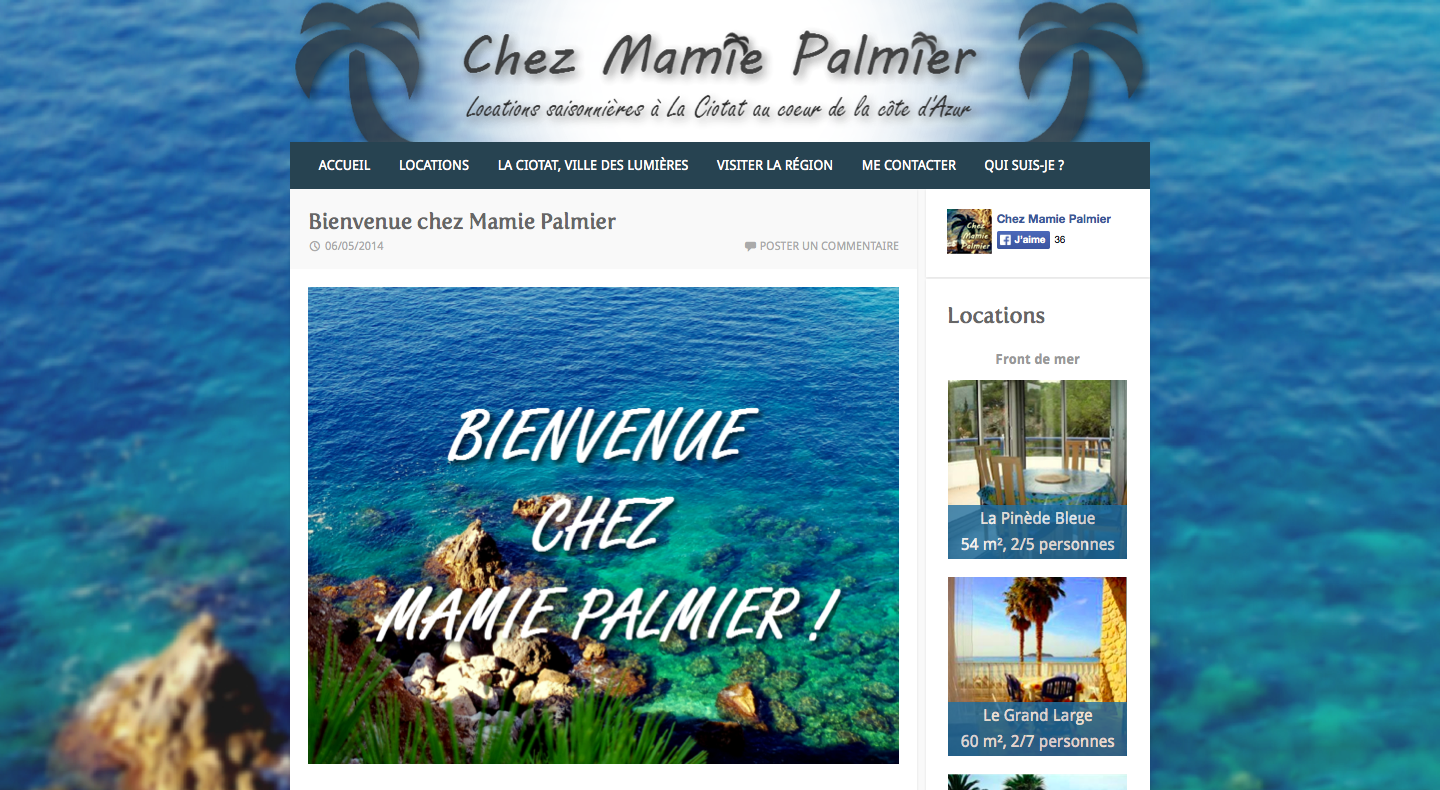 Chez Mamie Palmier
Locations saisonnières à La Ciotat au coeur de la côte d'Azur
ACCUEIL LOCATIONS LA CIOTAT, VILLE DES LUMIÈRES VISITER LA RÉGION ME CONTACTER QUI SUIS-JE ?
Bienvenue chez Mamie Palmier
06/05/2014 POSTER UN COMMENTAIRE
BIENVENUE
CHEZ
MAMIE PALMIER !
Chez
Mamie
Palmier
Chez Mamie Palmier
J'aime 36
Locations
Front de mer
La Pinède Bleue
54 m², 2/5 personnes
Le Grand Large
60 m², 2/7 personnes